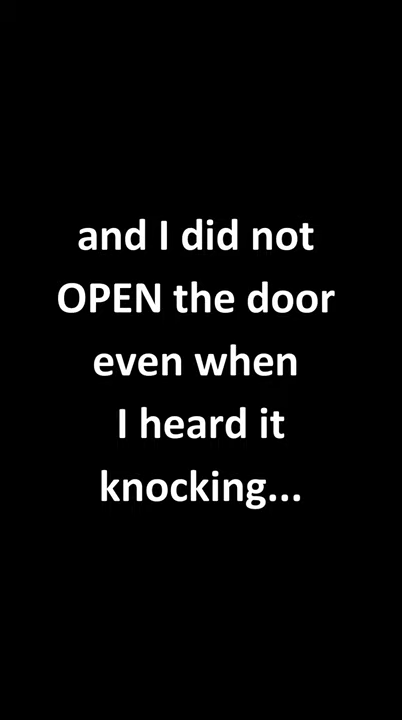 and I did not
OPEN the door
even when
I heard it
knocking...